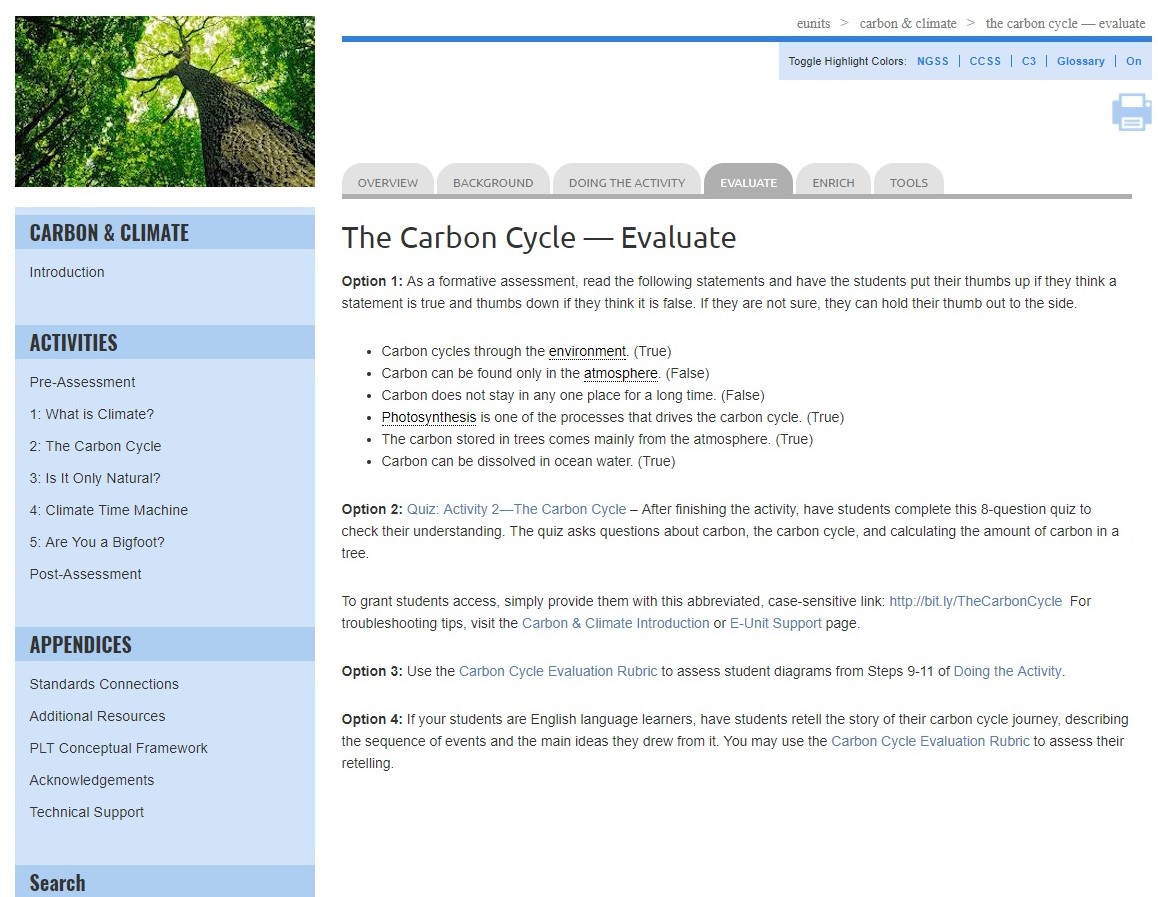 eunits > carbon & climate > the carbon cycle — evaluate
Toggle Highlight Colors: NGSS | CCSS | C3 | Glossary | On
OVERVIEW BACKGROUND DOING THE ACTIVITY EVALUATE ENRICH TOOLS
CARBON & CLIMATE
Introduction
ACTIVITIES
Pre-Assessment
1: What is Climate?
2: The Carbon Cycle
3: Is It Only Natural?
4: Climate Time Machine
5: Are You a Bigfoot?
Post-Assessment
APPENDICES
Standards Connections
Additional Resources
PLT Conceptual Framework
Acknowledgements
Technical Support
Search
The Carbon Cycle — Evaluate
Option 1: As a formative assessment, read the following statements and have the students put their thumbs up if they think a
statement is true and thumbs down if they think it is false. If they are not sure, they can hold their thumb out to the side.
• Carbon cycles through the environment. (True)
• Carbon can be found only in the atmosphere. (False)
• Carbon does not stay in any one place for a long time. (False)
• Photosynthesis is one of the processes that drives the carbon cycle. (True)
• The carbon stored in trees comes mainly from the atmosphere. (True)
• Carbon can be dissolved in ocean water. (True)
Option 2: Quiz: Activity 2—The Carbon Cycle – After finishing the activity, have students complete this 8-question quiz to
check their understanding. The quiz asks questions about carbon, the carbon cycle, and calculating the amount of carbon in a
tree.
To grant students access, simply provide them with this abbreviated, case-sensitive link: http://bit.ly/TheCarbonCycle For
troubleshooting tips, visit the Carbon & Climate Introduction or E-Unit Support page.
Option 3: Use the Carbon Cycle Evaluation Rubric to assess student diagrams from Steps 9-11 of Doing the Activity.
Option 4: If your students are English language learners, have students retell the story of their carbon cycle journey, describing
the sequence of events and the main ideas they drew from it. You may use the Carbon Cycle Evaluation Rubric to assess their
retelling.